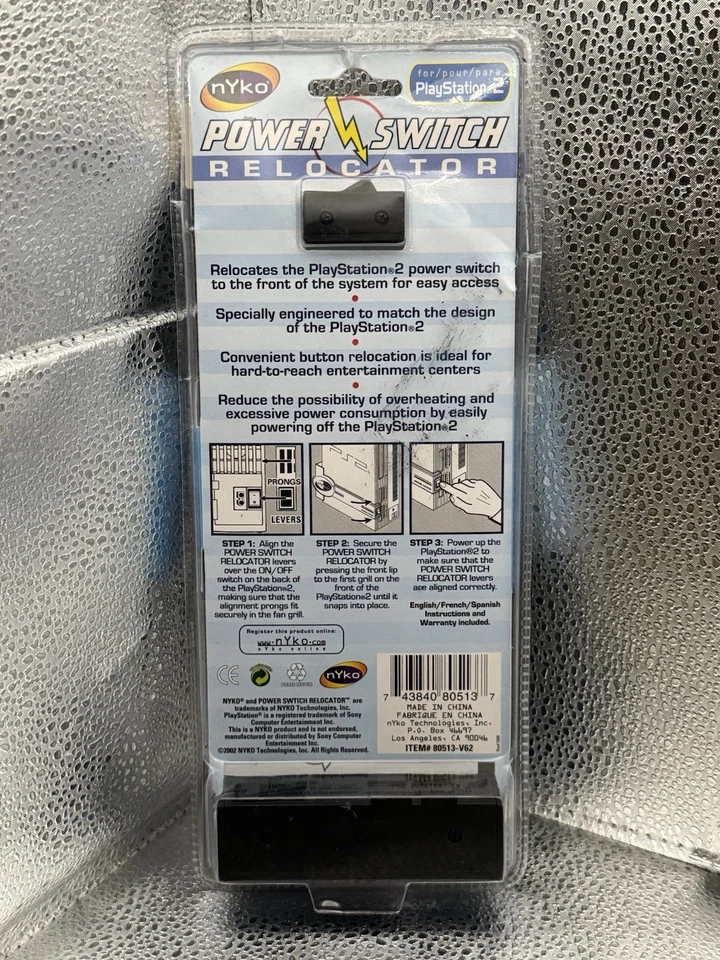 nYko
for/pour/para
PlayStation 2
POWER SWITCH
RELOCATOR
Relocates the PlayStation®2 power switch
to the front of the system for easy access
Specially engineered to match the design
of the PlayStation®2
Convenient button relocation is ideal for
hard-to-reach entertainment centers
Reduce the possibility of overheating and
excessive power consumption by easily
powering off the PlayStation®2
PRONGS
LEVERS
STEP 1: Align the
POWER SWITCH
RELOCATOR levers
over the ON/OFF
switch on the back of
the PlayStation®2,
making sure that the
alignment prongs fit
securely in the fan grill.
STEP 2: Secure the
POWER SWITCH
RELOCATOR by
pressing the front lip
to the first grill on the
front of the
PlayStation®2 until it
snaps into place.
STEP 3: Power up the
PlayStation®2 to
make sure that the
POWER SWITCH
RELOCATOR levers
are aligned correctly.
English/French/Spanish
Instructions and
Warranty included.
Register this product online:
www.nYko.com
nYko online
CE
nYko
NYKO® and POWER SWTICH RELOCATOR™ are
trademarks of NYKO Technologies, Inc.
PlayStation® is a registered trademark of Sony
Computer Entertainment Inc.
This is a NYKO product and is not endorsed,
manufactured or distributed by Sony Computer
Entertainment Inc.
©2002 NYKO Technologies, Inc. All Rights Reserved.
7 43840 80513 7
MADE IN CHINA
FABRIQUE EN CHINA
nYko Technologies, Inc.
P.O. Box 46697
Los Angeles, CA 90046
ITEM# 80513-V62